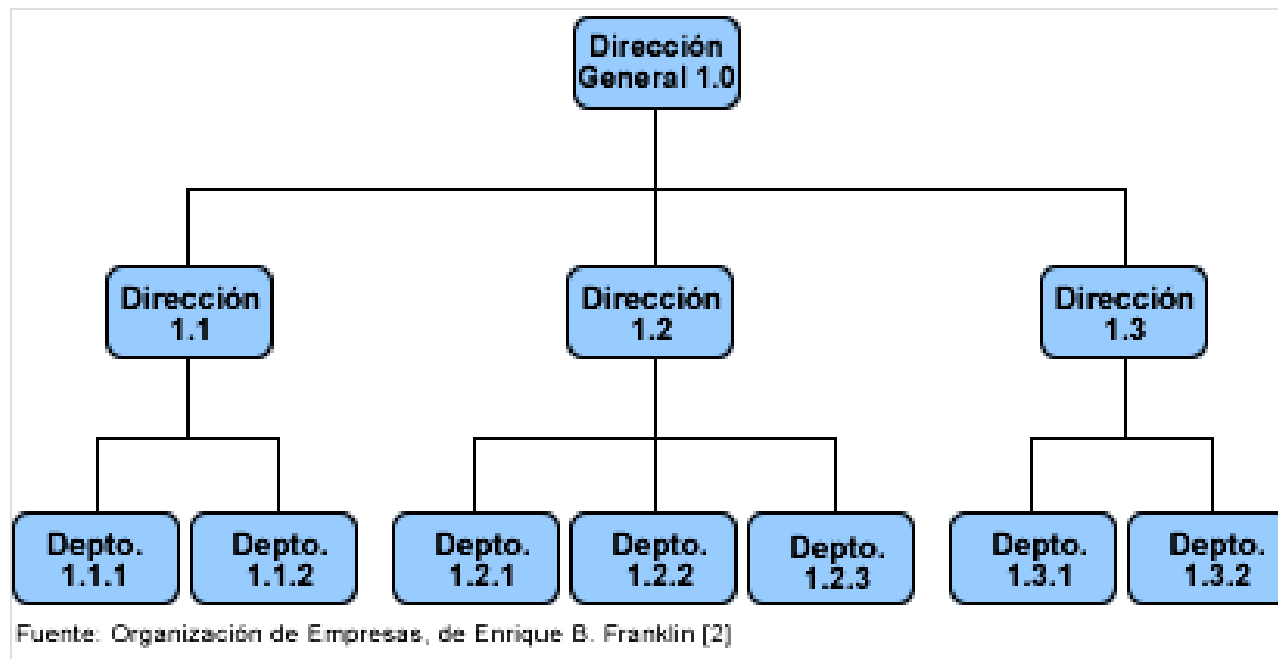 Dirección
General 1.0
Dirección
1.1
Dirección
1.2
Dirección
1.3
Depto.
1.1.1
Depto.
1.1.2
Depto.
1.2.1
Depto.
1.2.2
Depto.
1.2.3
Depto.
1.3.1
Depto.
1.3.2
Fuente: Organización de Empresas, de Enrique B. Franklin [2]